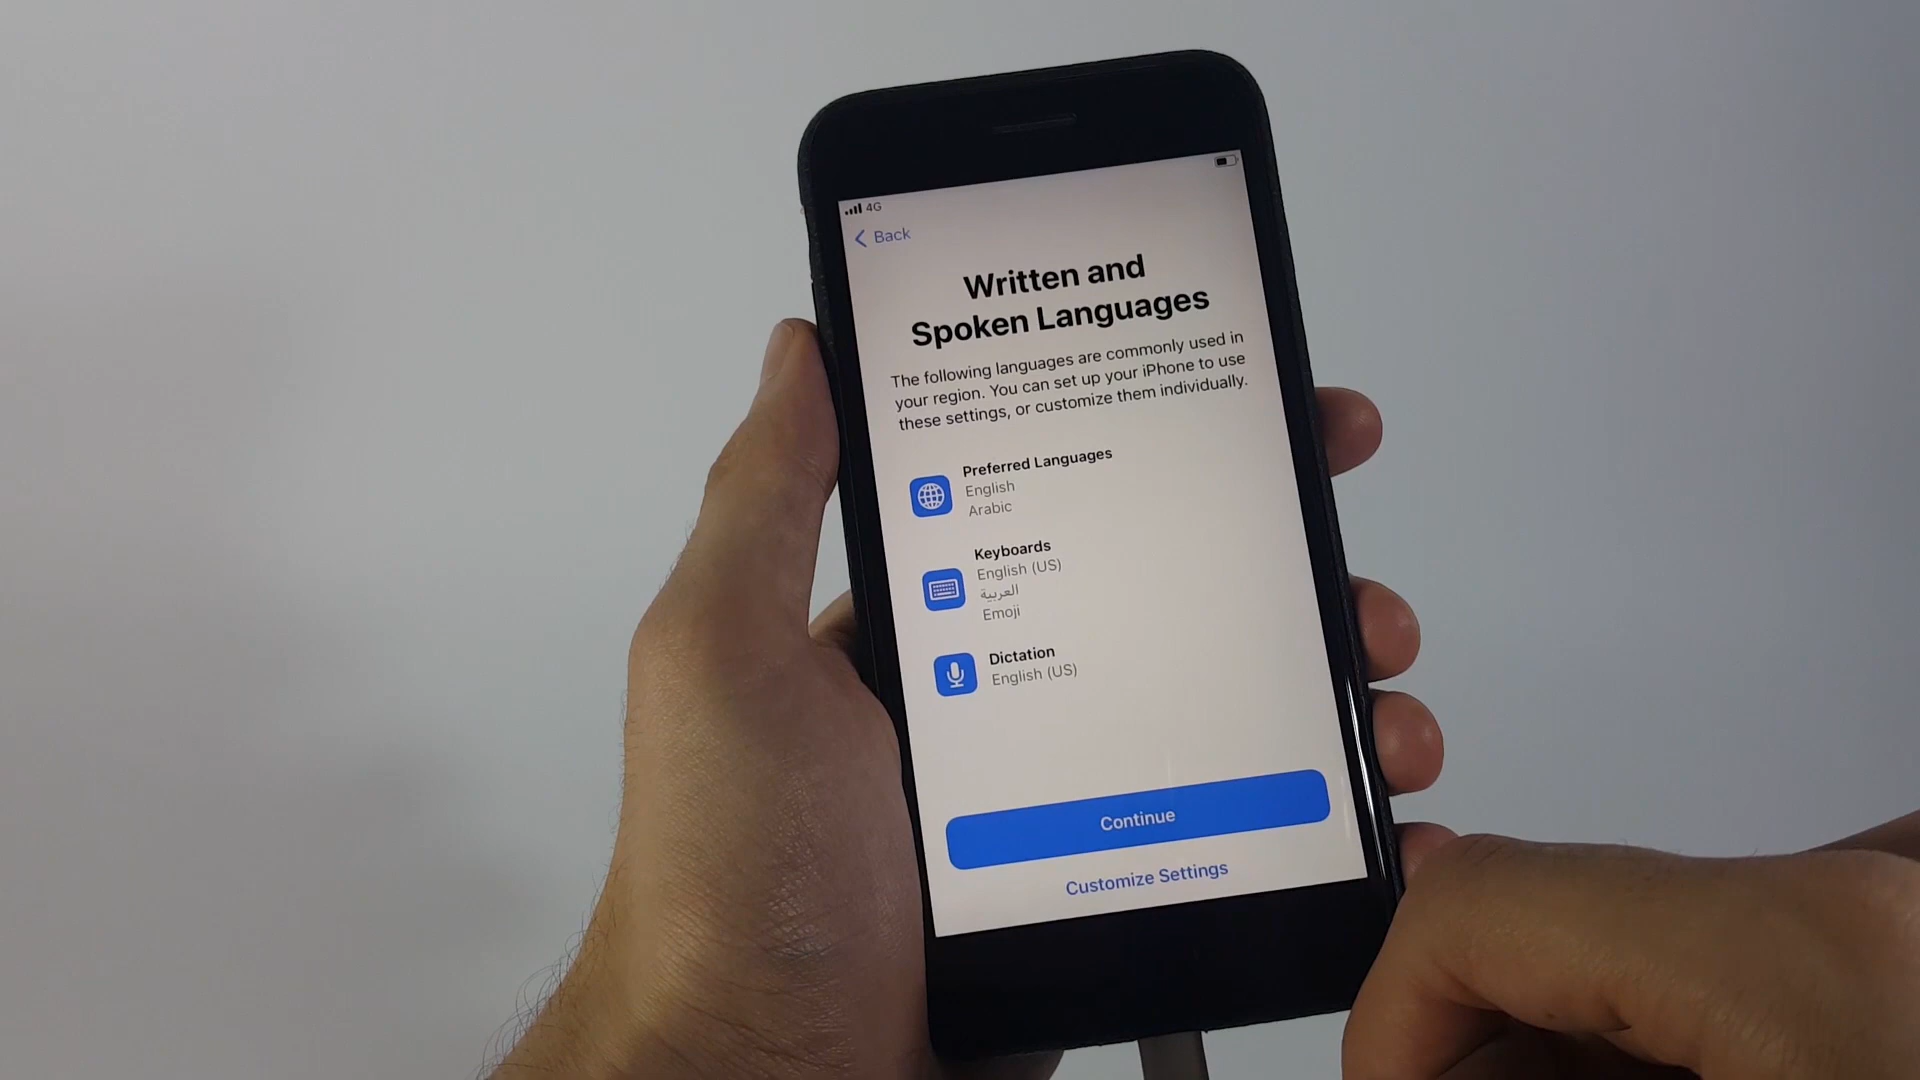 4G
Back
Written and
Spoken Languages
The following languages are commonly used in
your region. You can set up your iPhone to use
these settings, or customize them individually.
Preferred Languages
English
Arabic
Keyboards
English (US)
العربية
Emoji
Dictation
English (US)
Continue
Customize Settings